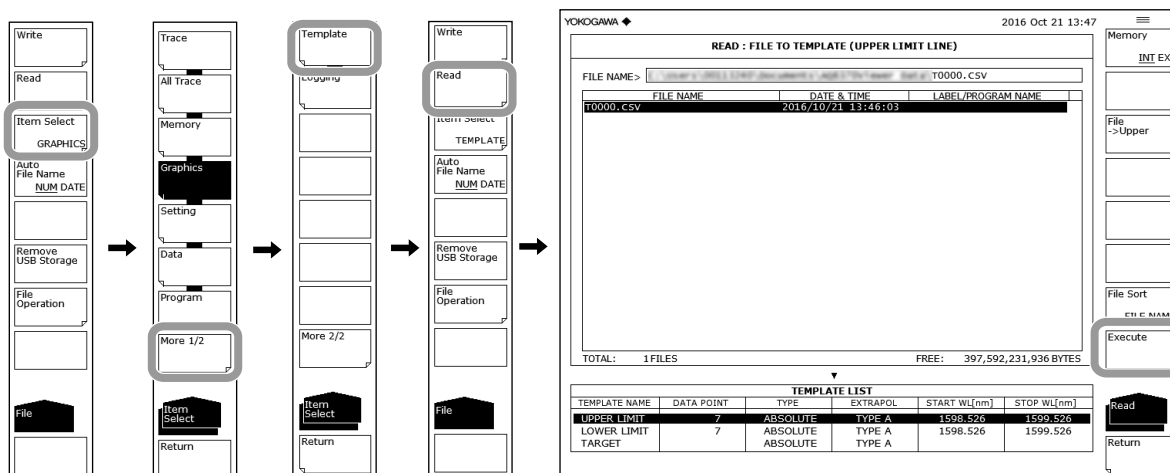 Write
Read
Item Select
GRAPHICS
Auto
File Name
NUM DATE
Remove
USB Storage
File
Operation
File
Trace
All Trace
Memory
Graphics
Setting
Data
Program
More 1/2
Item
Select
Return
Template
Logging
More 2/2
Item
Select
Return
Write
Read
Item Select
TEMPLATE
Auto
File Name
NUM DATE
Remove
USB Storage
File
Operation
File
YOKOGAWA
2016 Oct 21 13:47
READ : FILE TO TEMPLATE (UPPER LIMIT LINE)
FILE NAME> T0000.CSV
FILE NAME DATE & TIME LABEL/PROGRAM NAME
T0000.CSV 2016/10/21 13:46:03
TOTAL: 1FILES FREE: 397,592,231,936 BYTES
TEMPLATE LIST
TEMPLATE NAME DATA POINT TYPE EXTRAPOL START WL[nm] STOP WL[nm]
UPPER LIMIT 7 ABSOLUTE TYPE A 1598.526 1599.526
LOWER LIMIT 7 ABSOLUTE TYPE A 1598.526 1599.526
TARGET ABSOLUTE TYPE A
Memory
INT EX
File
->Upper
File Sort
FILE NAM
Execute
Read
Return